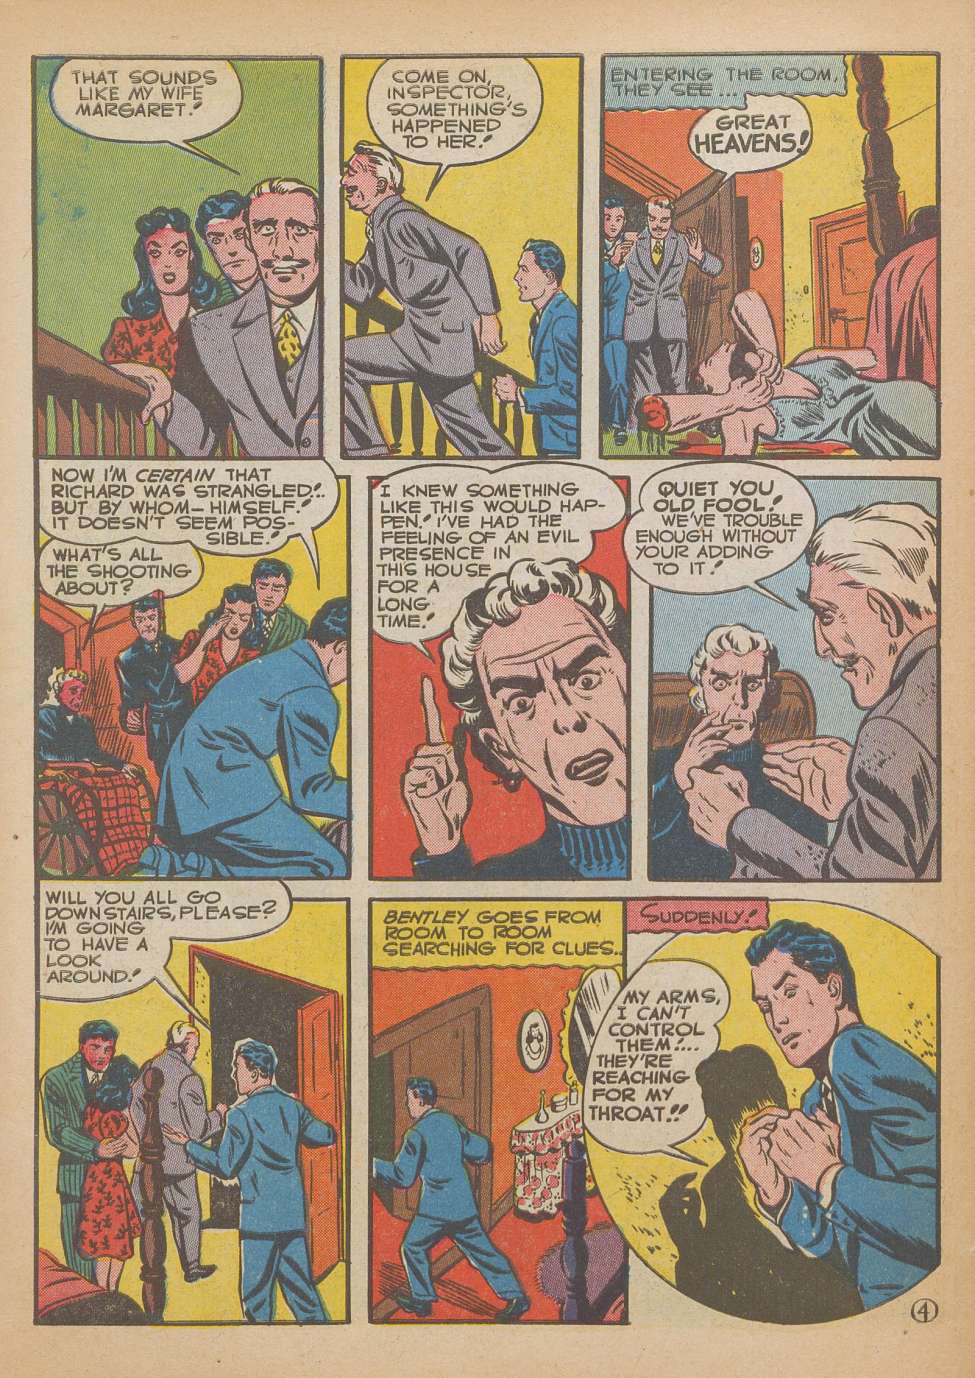 THAT SOUNDS
LIKE MY WIFE
MARGARET!
COME ON,
INSPECTOR,
SOMETHING'S
HAPPENED
TO HER!
ENTERING THE ROOM,
THEY SEE...
GREAT
HEAVENS!
NOW I'M CERTAIN THAT
RICHARD WAS STRANGLED!..
BUT BY WHOM—HIMSELF!
IT DOESN'T SEEM POS-
SIBLE!
WHAT'S ALL
THE SHOOTING
ABOUT?
I KNEW SOMETHING
LIKE THIS WOULD HAP-
PEN! I'VE HAD THE
FEELING OF AN EVIL
PRESENCE IN
THIS HOUSE
FOR A
LONG
TIME!
QUIET YOU
OLD FOOL!
WE'VE TROUBLE
ENOUGH WITHOUT
YOUR ADDING
TO IT!
WILL YOU ALL GO
DOWNSTAIRS, PLEASE?
I'M GOING
TO HAVE A
LOOK
AROUND!
BENTLEY GOES FROM
ROOM TO ROOM
SEARCHING FOR CLUES..
SUDDENLY!
MY ARMS,
I CAN'T
CONTROL
THEM!...
THEY'RE
REACHING
FOR MY
THROAT!!
4